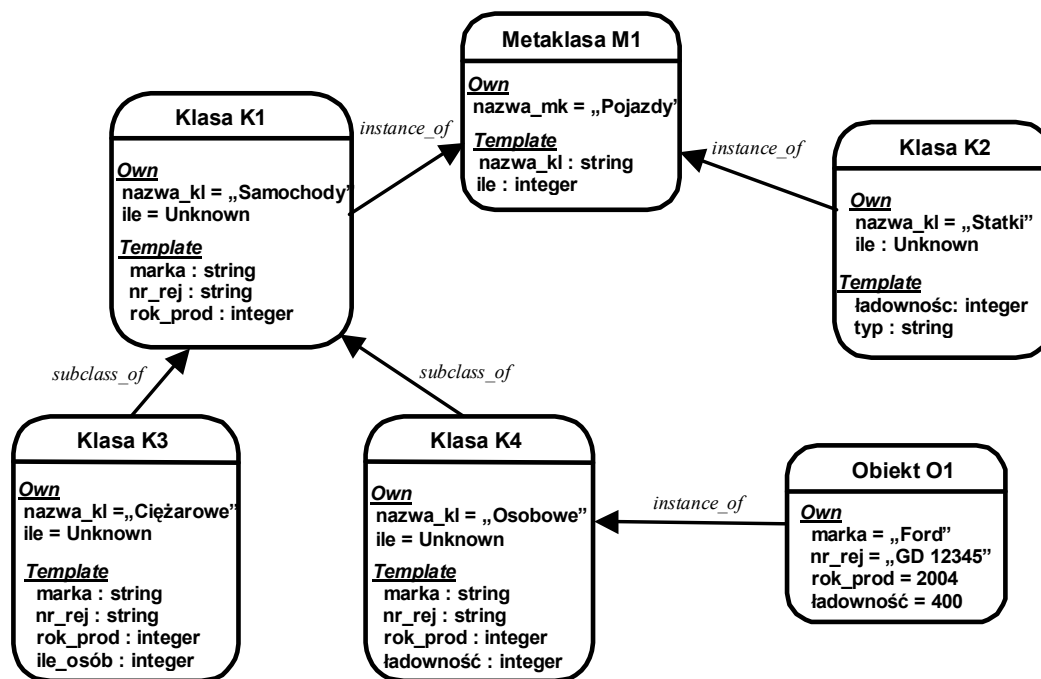 Metaklasa M1
Own
nazwa_mk = „Pojazdy”
Template
nazwa_kl : string
ile : integer
Klasa K1
Own
nazwa_kl = „Samochody”
ile = Unknown
Template
marka : string
nr_rej : string
rok_prod : integer
instance_of
instance_of
Klasa K2
Own
nazwa_kl = „Statki”
ile : Unknown
Template
ładownośc: integer
typ : string
subclass_of
subclass_of
Klasa K3
Own
nazwa_kl =„Ciężarowe”
ile = Unknown
Template
marka : string
nr_rej : string
rok_prod : integer
ile_osób : integer
Klasa K4
Own
nazwa_kl = „Osobowe”
ile = Unknown
Template
marka : string
nr_rej : string
rok_prod : integer
ładowność : integer
instance_of
Obiekt O1
Own
marka = „Ford”
nr_rej = „GD 12345”
rok_prod = 2004
ładowność = 400